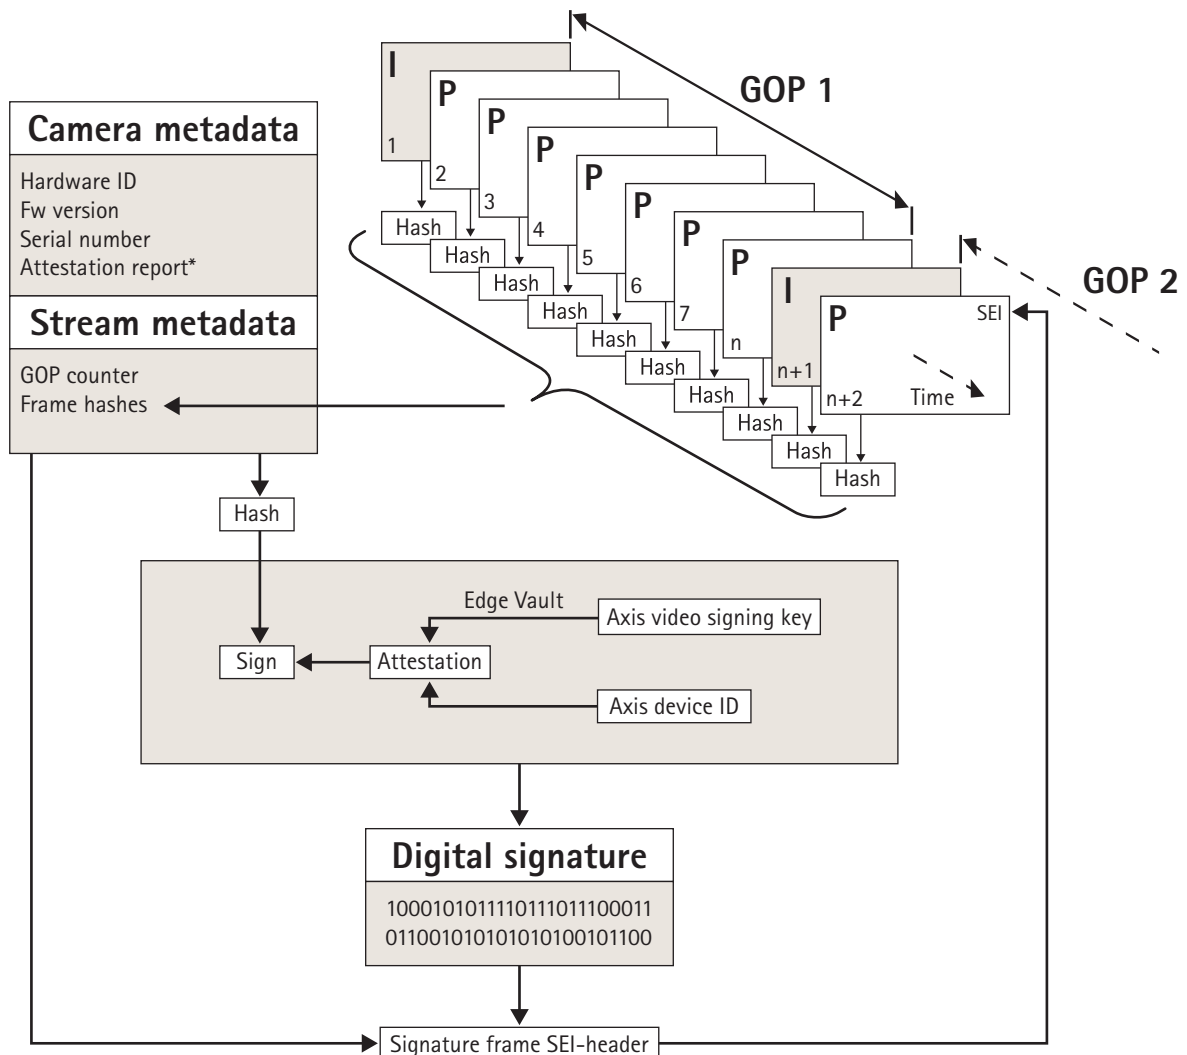 GOP 1
I
1
P
2
P
3
P
4
P
5
P
6
P
7
P
n
GOP 2
I
n+1
P
SEI
n+2
Time
Hash
Hash
Hash
Hash
Hash
Hash
Hash
Hash
Hash
Hash
Camera metadata
Hardware ID
Fw version
Serial number
Attestation report*
Stream metadata
GOP counter
Frame hashes
Hash
Edge Vault
Axis video signing key
Sign
Attestation
Axis device ID
Digital signature
1000101011110111011100011
0110010101010101001011 00
Signature frame SEI-header